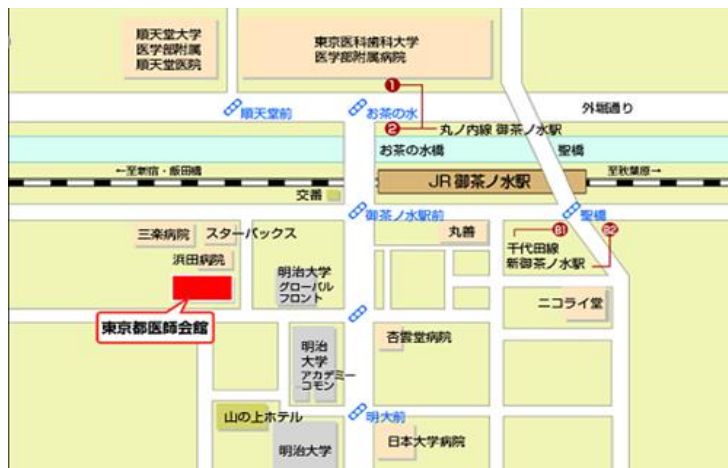 順天堂大学
医学部附属
順天堂医院
東京医科歯科大学
医学部附属病院
1
順天堂前
お茶の水
外堀通り
2
丸ノ内線 御茶ノ水駅
お茶の水橋
聖橋
←至新宿・飯田橋
JR 御茶ノ水駅
至秋葉原→
交番
御茶ノ水駅前
聖橋
三楽病院
スターバックス
丸善
B1
B2
千代田線
新御茶ノ水駅
浜田病院
明治大学
グローバル
フロント
ニコライ堂
東京都医師会館
明治
大学
アカデミー
コモン
杏雲堂病院
山の上ホテル
明大前
明治大学
日本大学病院